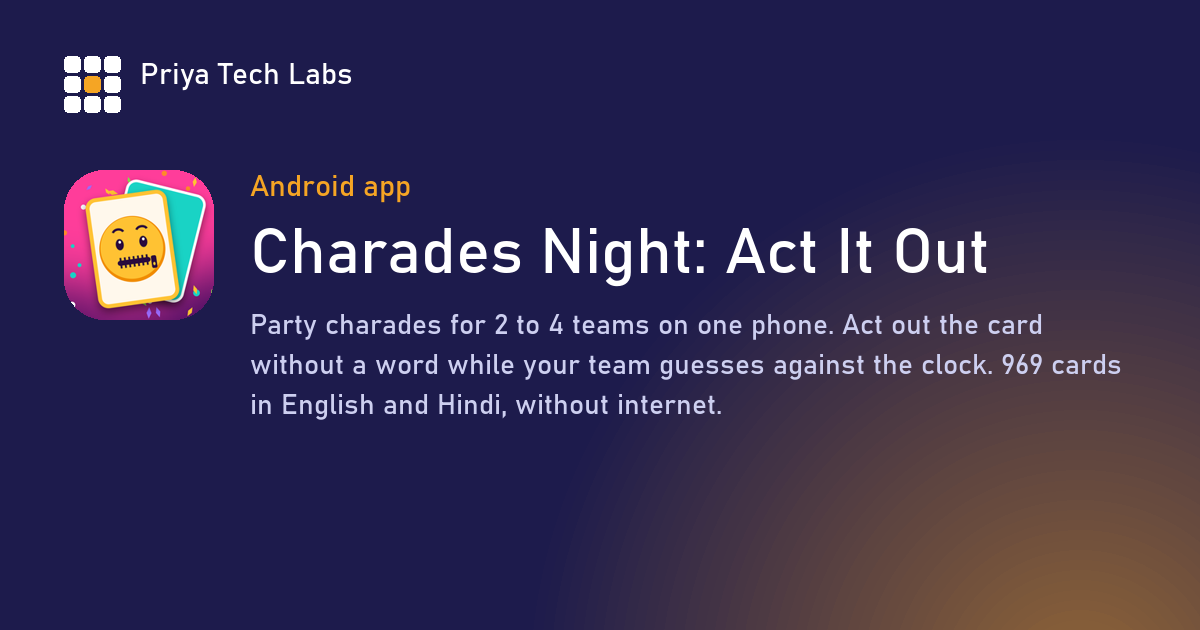 Priya Tech Labs
Android app
Charades Night: Act It Out
Party charades for 2 to 4 teams on one phone. Act out the card
without a word while your team guesses against the clock. 969 cards
in English and Hindi, without internet.